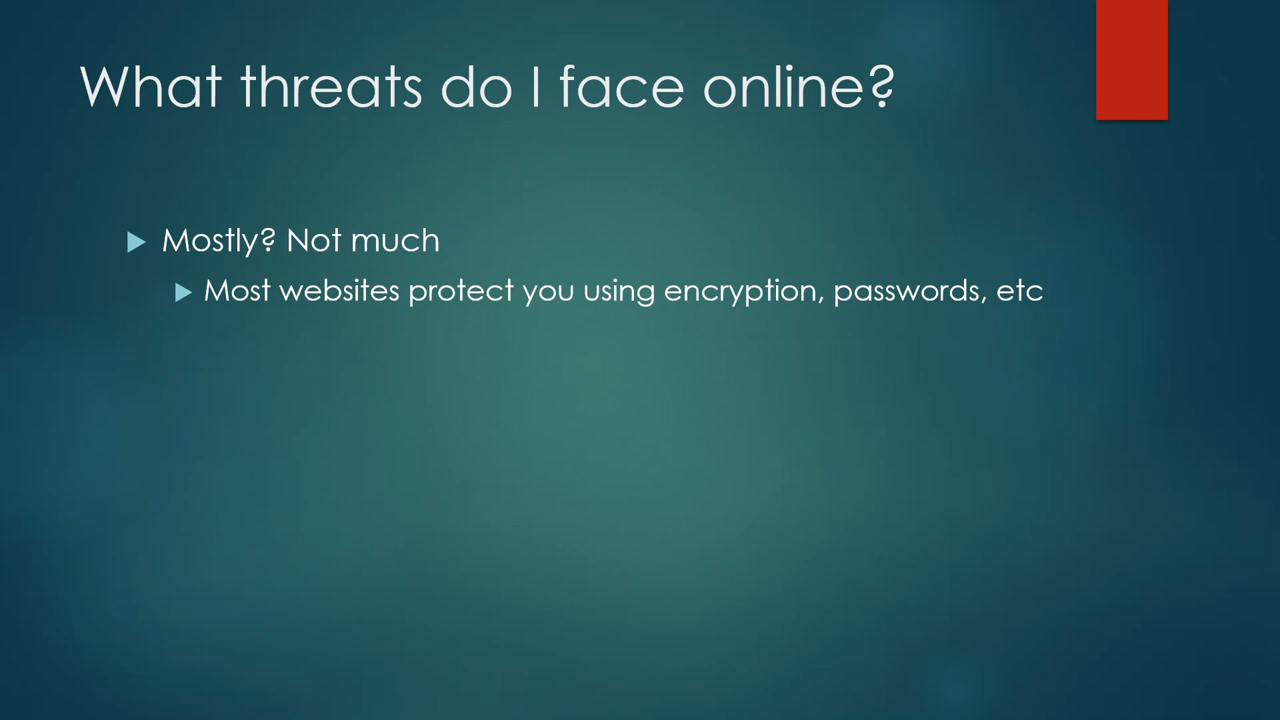 What threats do I face online?
Mostly? Not much
Most websites protect you using encryption, passwords, etc